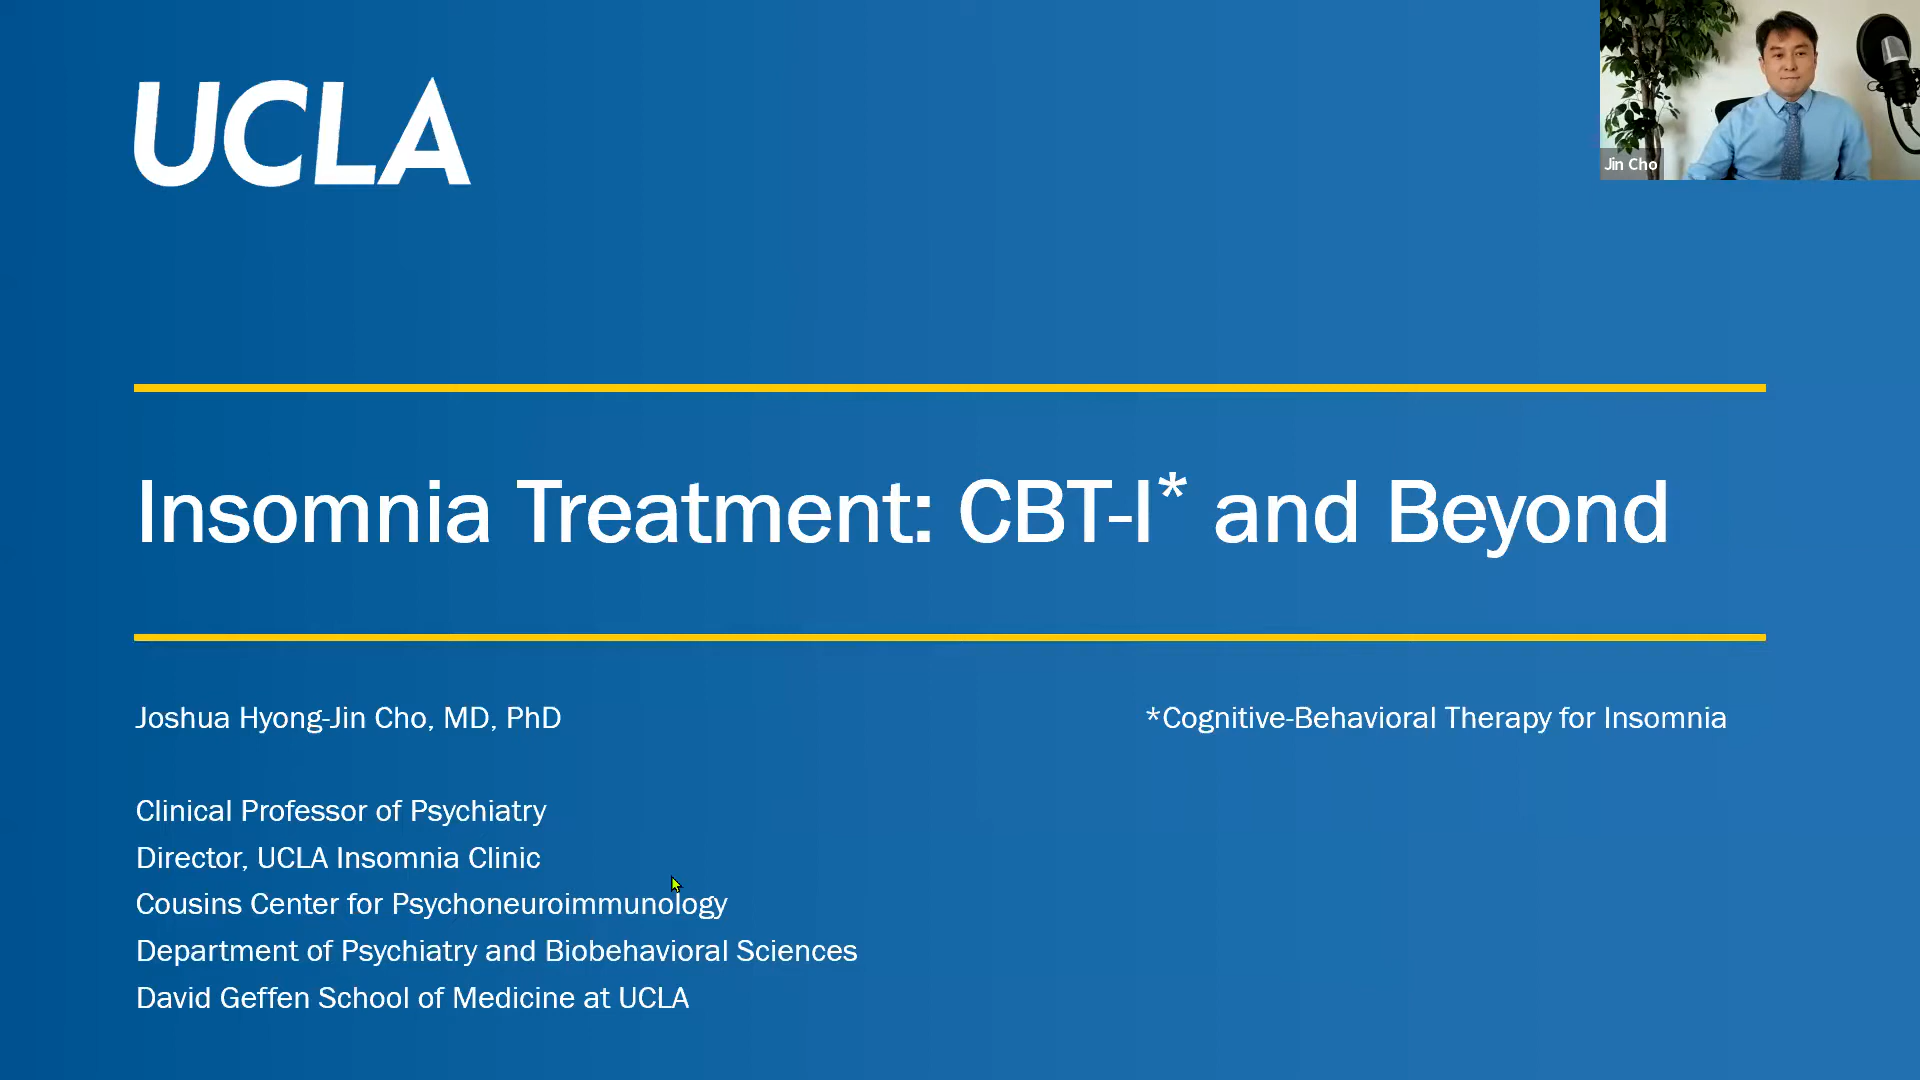 UCLA
Jin Cho
Insomnia Treatment: CBT-I* and Beyond
Joshua Hyong-Jin Cho, MD, PhD
*Cognitive-Behavioral Therapy for Insomnia
Clinical Professor of Psychiatry
Director, UCLA Insomnia Clinic
Cousins Center for Psychoneuroimmunology
Department of Psychiatry and Biobehavioral Sciences
David Geffen School of Medicine at UCLA